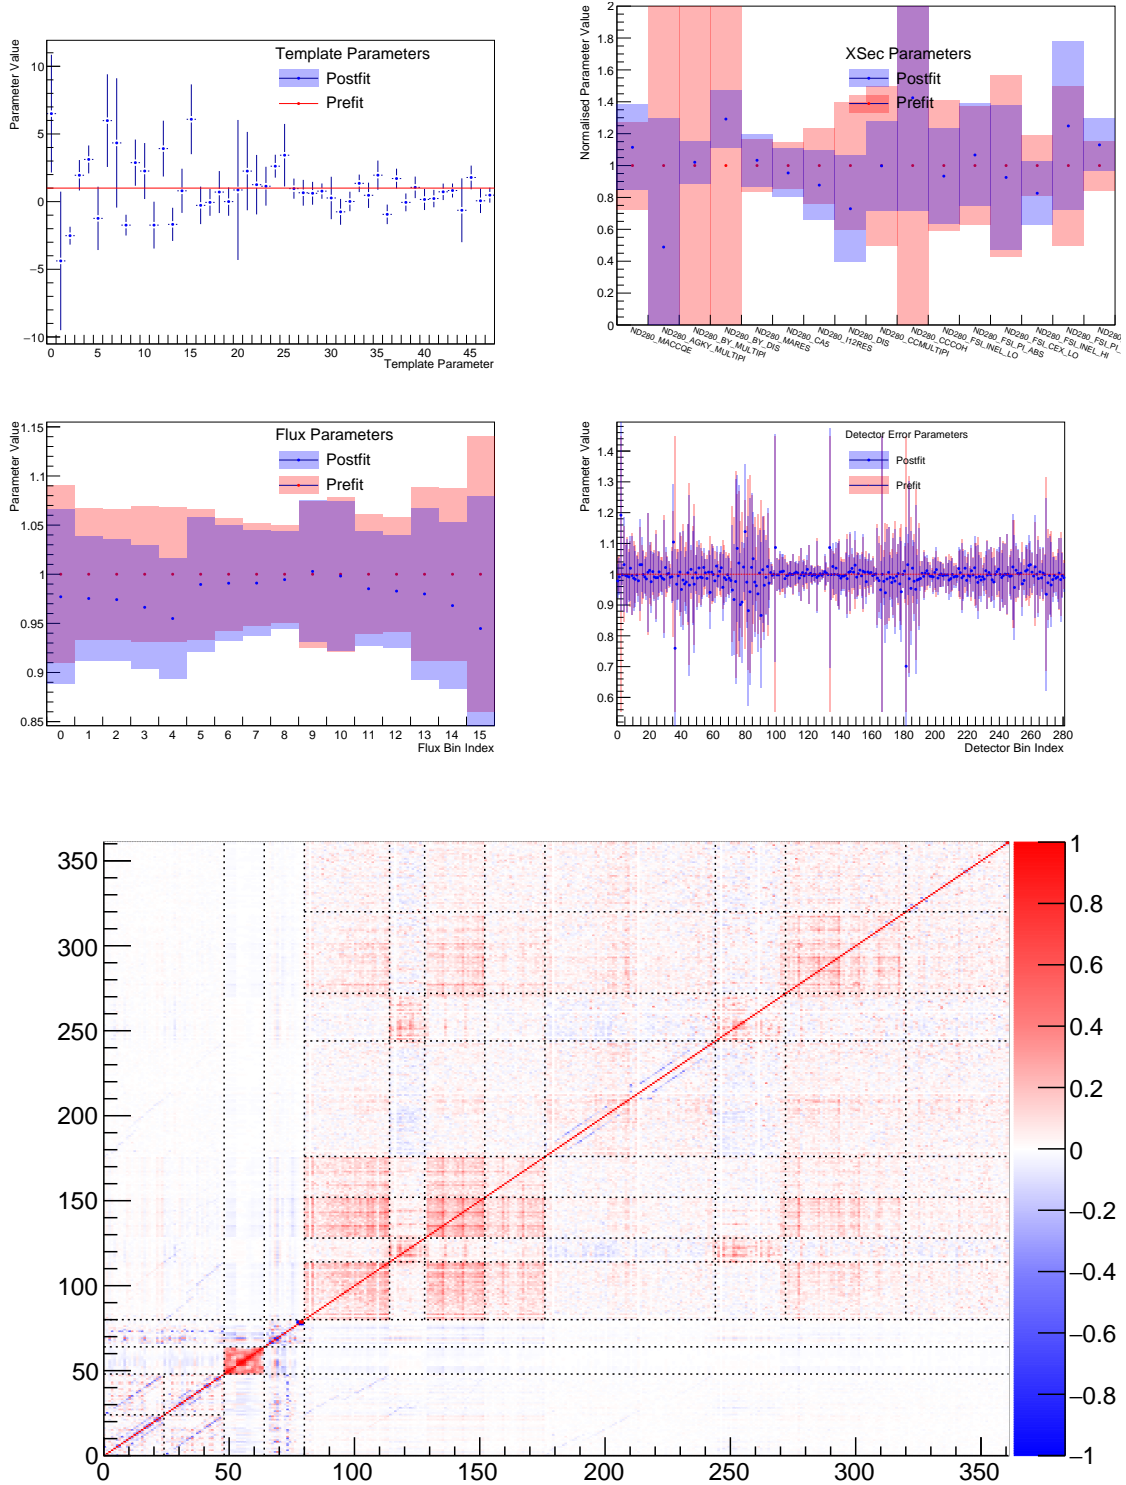 Template Parameters
Postfit
Prefit
Parameter Value
10
5
0
−5
−10
0 5 10 15 20 25 30 35 40 45
Template Parameter
XSec Parameters
Postfit
Prefit
Normalised Parameter Value
2
1.8
1.6
1.4
1.2
1
0.8
0.6
0.4
0.2
0
ND280_MACCQE
ND280_AGKY_MULTIPI
ND280_BY_MULTIPI
ND280_BY_DIS
ND280_MARES
ND280_CA5
ND280_I12RES
ND280_DIS
ND280_CCMULTIPI
ND280_CCCOH
ND280_FSI_INEL_LO
ND280_FSI_PI_ABS
ND280_FSI_CEX_LO
ND280_FSI_INEL_HI
ND280_FSI_PI_
ND280_
Flux Parameters
Postfit
Prefit
Parameter Value
1.15
1.1
1.05
1
0.95
0.9
0.85
0 1 2 3 4 5 6 7 8 9 10 11 12 13 14 15
Flux Bin Index
Detector Error Parameters
Postfit
Prefit
Parameter Value
1.4
1.3
1.2
1.1
1
0.9
0.8
0.7
0.6
0 20 40 60 80 100 120 140 160 180 200 220 240 260 280
Detector Bin Index
350
300
250
200
150
100
50
0
0 50 100 150 200 250 300 350
1
0.8
0.6
0.4
0.2
0
−0.2
−0.4
−0.6
−0.8
−1